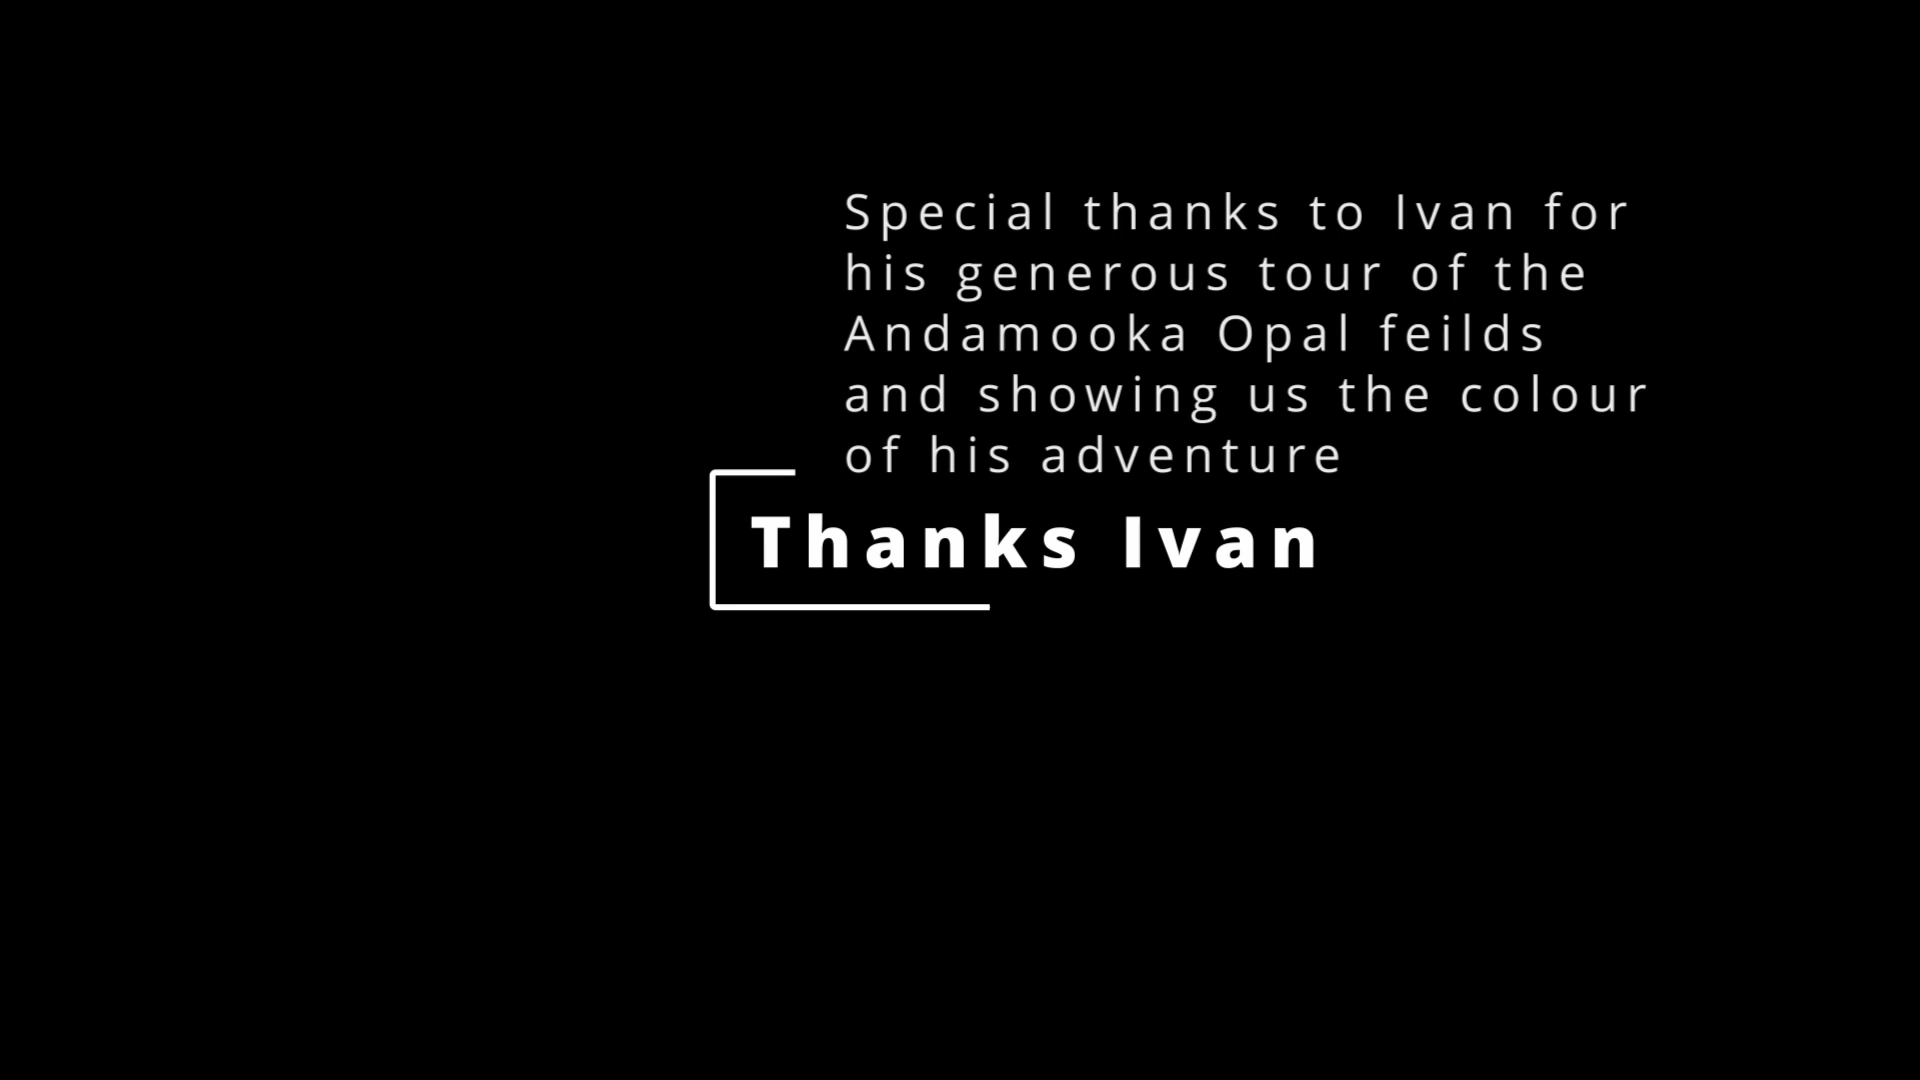 Special thanks to Ivan for
his generous tour of the
Andamooka Opal feilds
and showing us the colour
of his adventure
Thanks Ivan